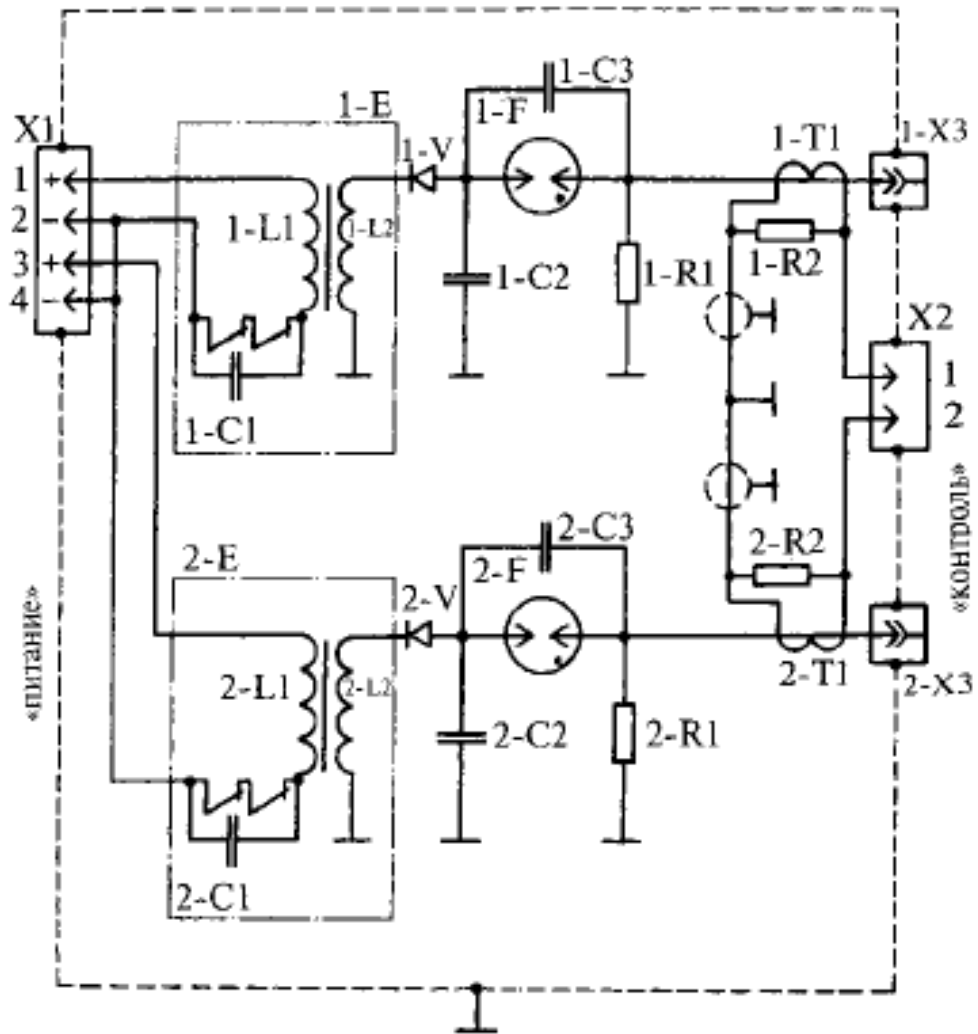 1-C3
1-E
1-F
X1
1-V
1-T1
1-X3
1
+
2
-
1-L1
1-L2
1-R2
3
+
1-C2
1-R1
4
-
X2
1
2
1-C1
«контроль»
2-C3
2-R2
2-E
2-F
2-V
«питание»
2-L1
2-L2
2-T1
2-X3
2-C2
2-R1
2-C1